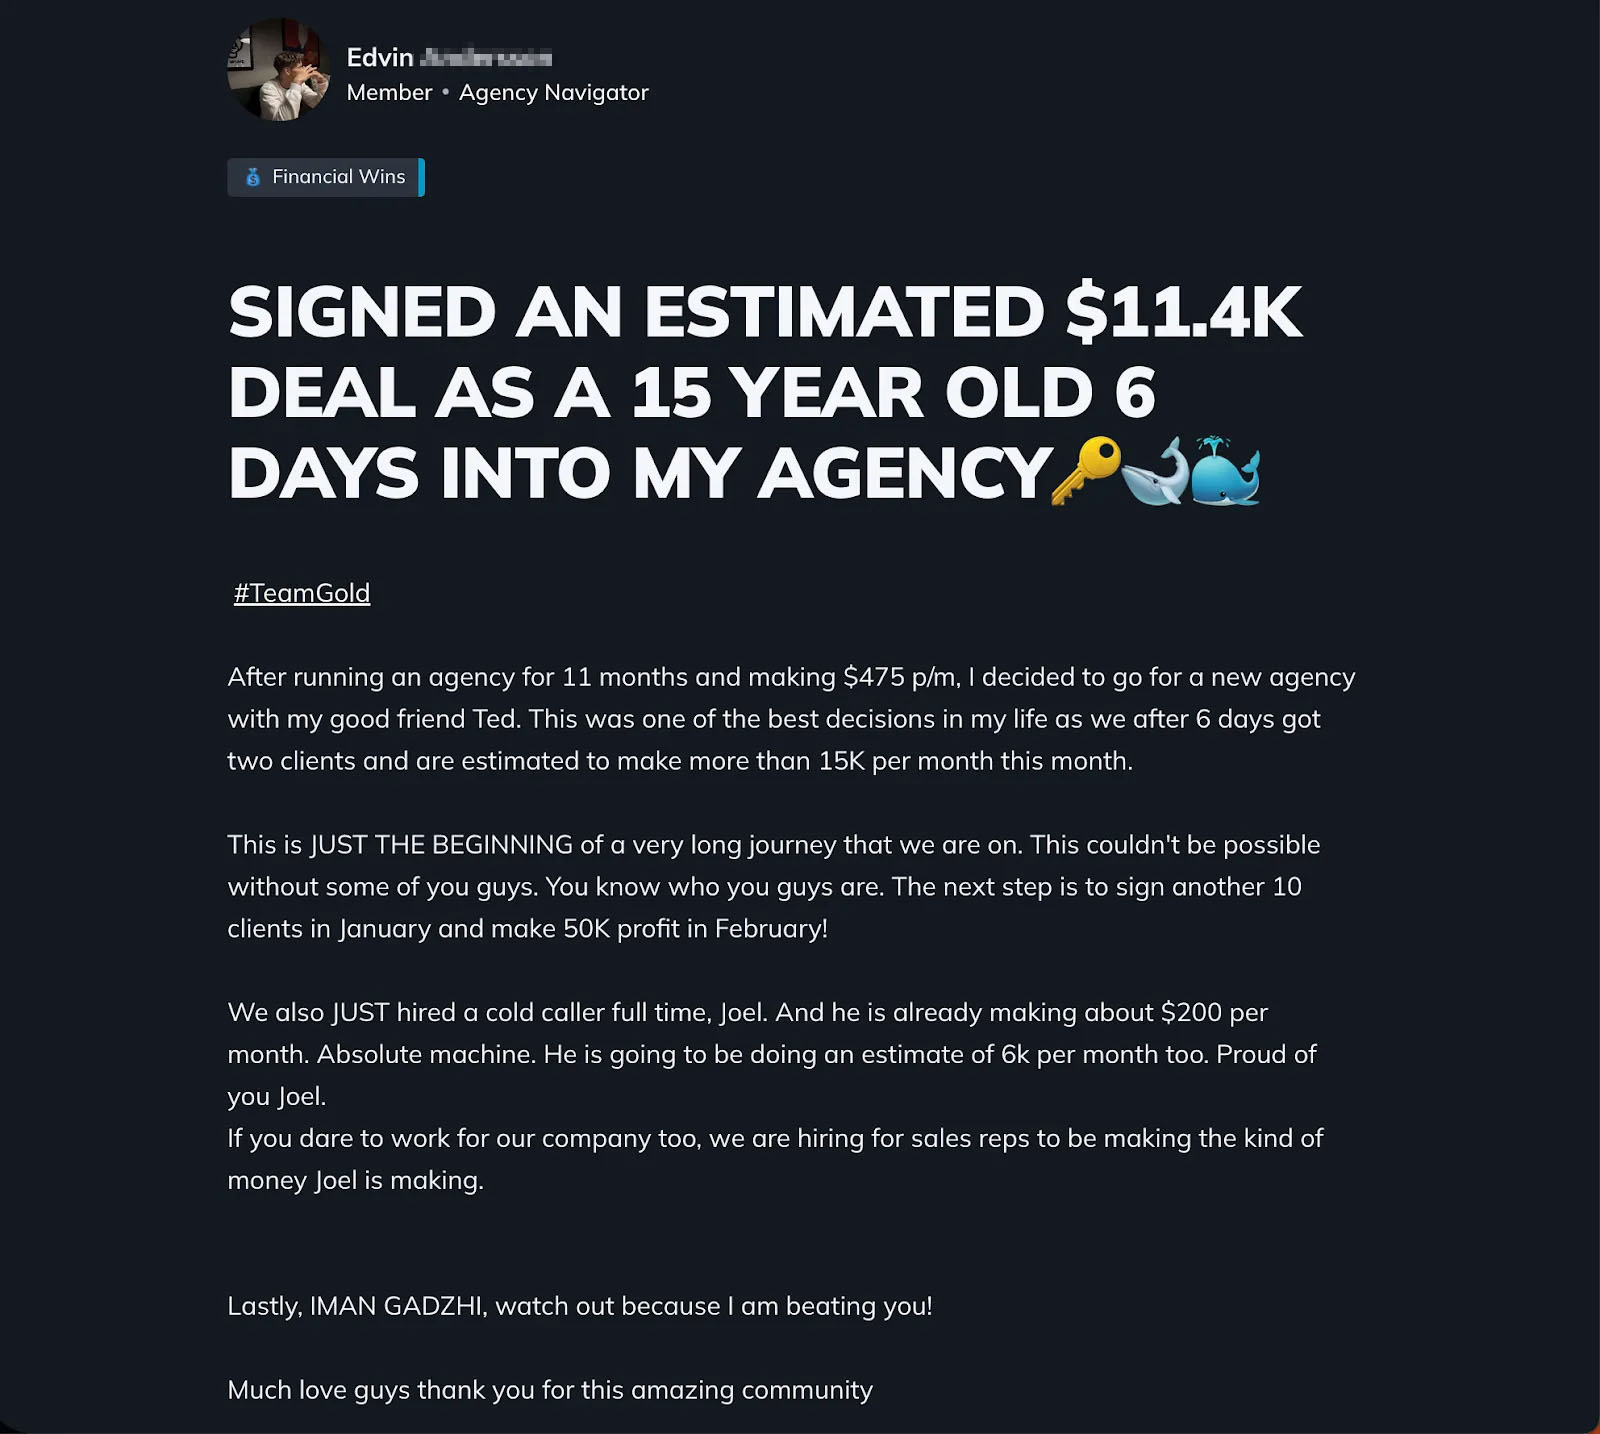 Edvin
Member • Agency Navigator
Financial Wins
SIGNED AN ESTIMATED $11.4K
DEAL AS A 15 YEAR OLD 6
DAYS INTO MY AGENCY🔑🐋🐳
#TeamGold
After running an agency for 11 months and making $475 p/m, I decided to go for a new agency
with my good friend Ted. This was one of the best decisions in my life as we after 6 days got
two clients and are estimated to make more than 15K per month this month.
This is JUST THE BEGINNING of a very long journey that we are on. This couldn't be possible
without some of you guys. You know who you guys are. The next step is to sign another 10
clients in January and make 50K profit in February!
We also JUST hired a cold caller full time, Joel. And he is already making about $200 per
month. Absolute machine. He is going to be doing an estimate of 6k per month too. Proud of
you Joel.
If you dare to work for our company too, we are hiring for sales reps to be making the kind of
money Joel is making.
Lastly, IMAN GADZHI, watch out because I am beating you!
Much love guys thank you for this amazing community